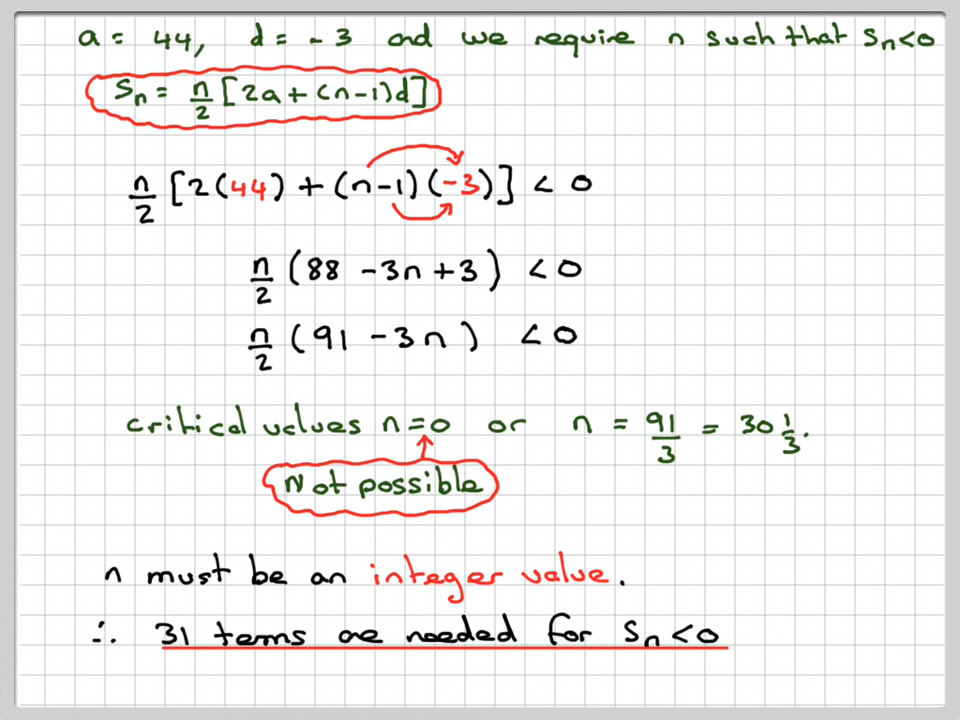 a = 44, d = -3 and we require n such that Sn<0
Sn = n/2 [2a + (n-1)d]
n/2 [2(44) + (n-1)(-3)] < 0
n/2 (88 - 3n + 3) < 0
n/2 (91 - 3n) < 0
critical values n = 0 or n = 91/3 = 30 1/3.
Not possible
n must be an integer value.
∴ 31 terms are needed for Sn < 0